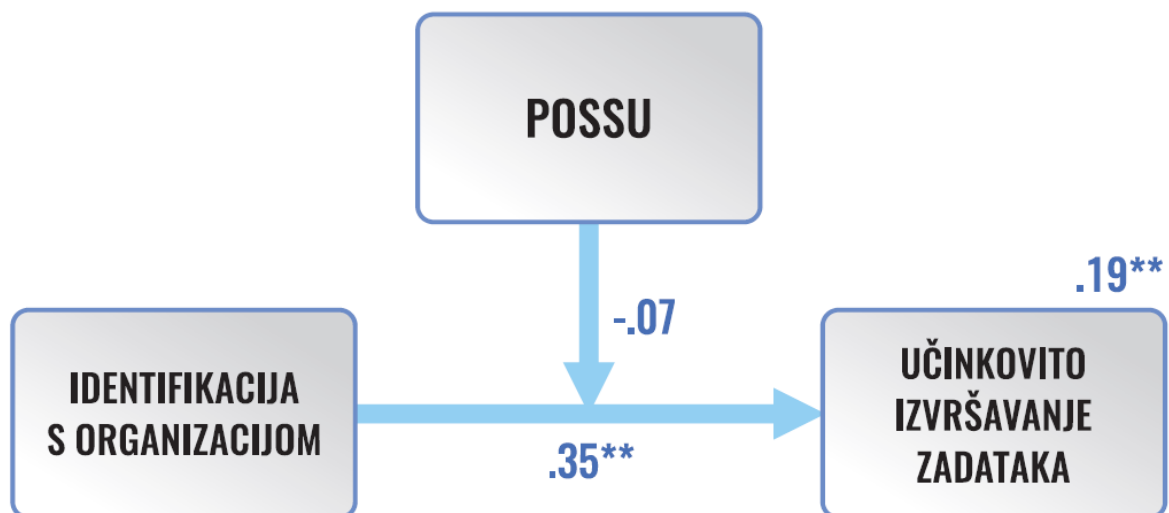 POSSU
-.07
.19**
IDENTIFIKACIJA
S ORGANIZACIJOM
.35**
UČINKOVITO
IZVRŠAVANJE
ZADATAKA